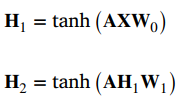 H₁ = tanh (AXW₀)
H₂ = tanh (AH₁W₁)